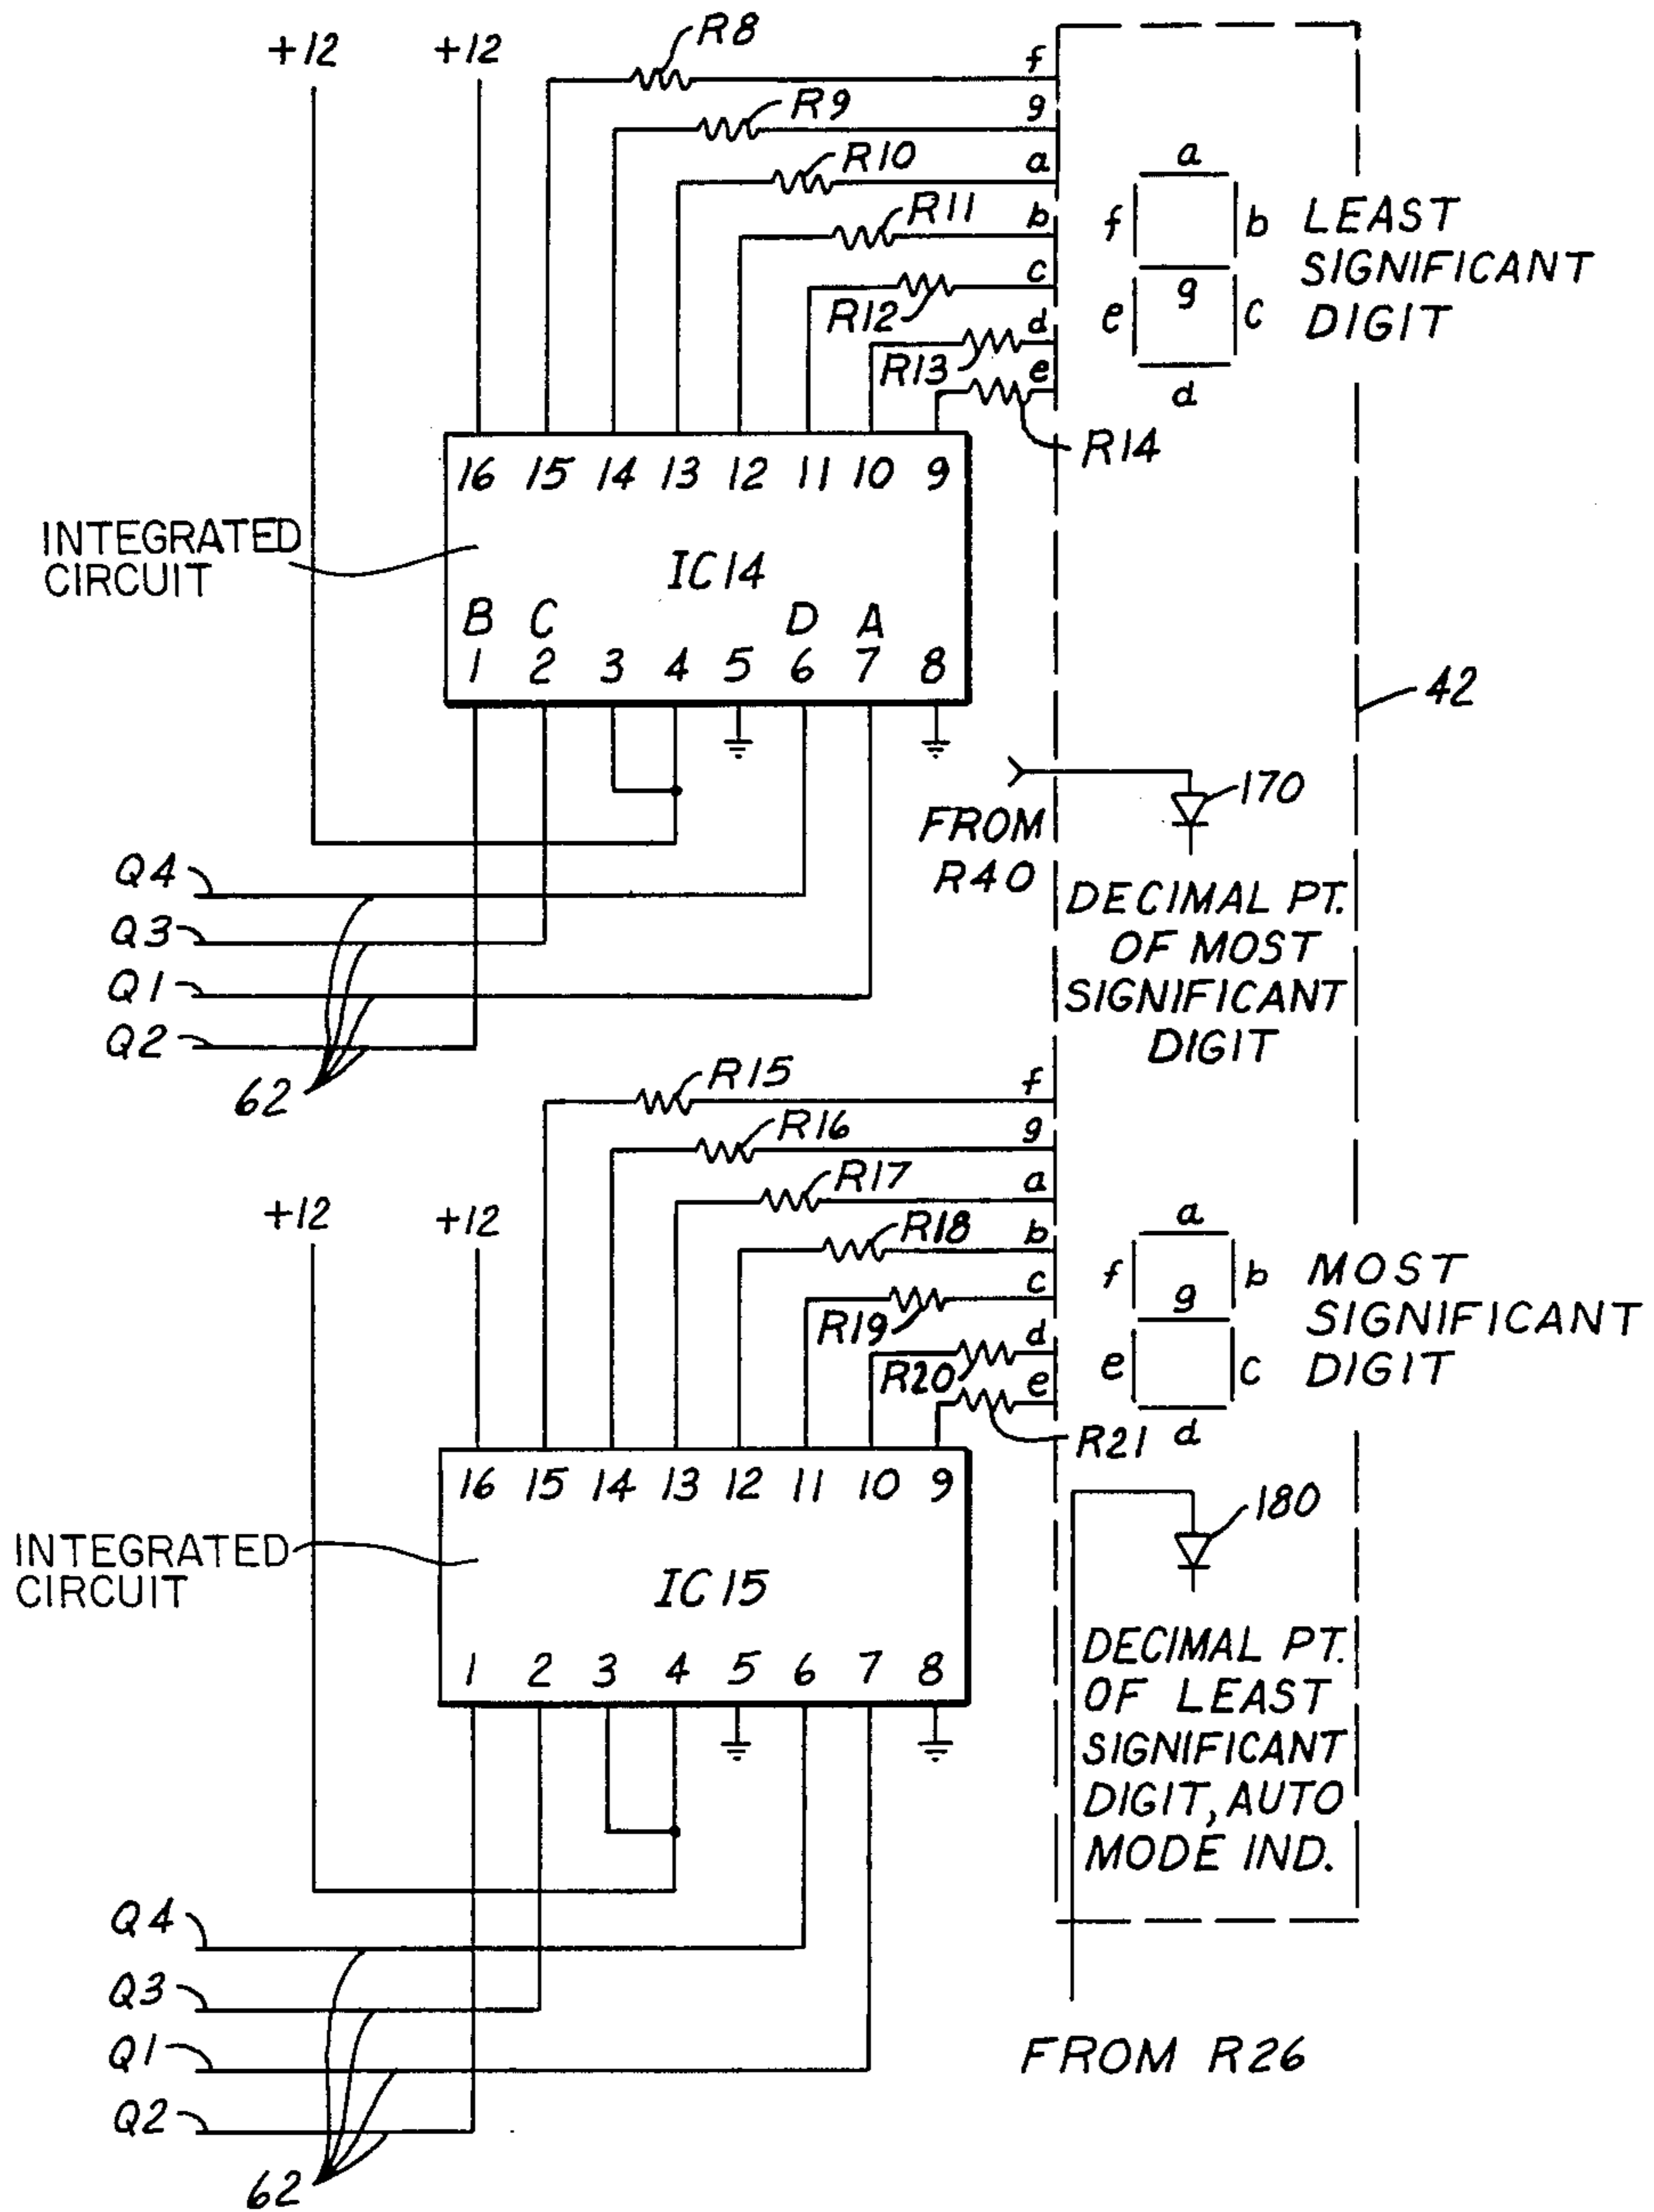 +12
+12
R8
f
R9
g
R10
a
R11
b
R12
c
R13
d
R14
e
a
f
b
g
e
c
d
LEAST
SIGNIFICANT
DIGIT
16 15 14 13 12 11 10 9
INTEGRATED
CIRCUIT
IC14
B C D A
1 2 3 4 5 6 7 8
42
170
FROM
R40
DECIMAL PT.
OF MOST
SIGNIFICANT
DIGIT
Q4
Q3
Q1
Q2
62
+12
+12
R15
f
R16
g
R17
a
R18
b
R19
c
R20
d
R21
e
a
f
b
g
e
c
d
MOST
SIGNIFICANT
DIGIT
16 15 14 13 12 11 10 9
INTEGRATED
CIRCUIT
IC15
1 2 3 4 5 6 7 8
180
DECIMAL PT.
OF LEAST
SIGNIFICANT
DIGIT, AUTO
MODE IND.
Q4
Q3
Q1
Q2
62
FROM R26